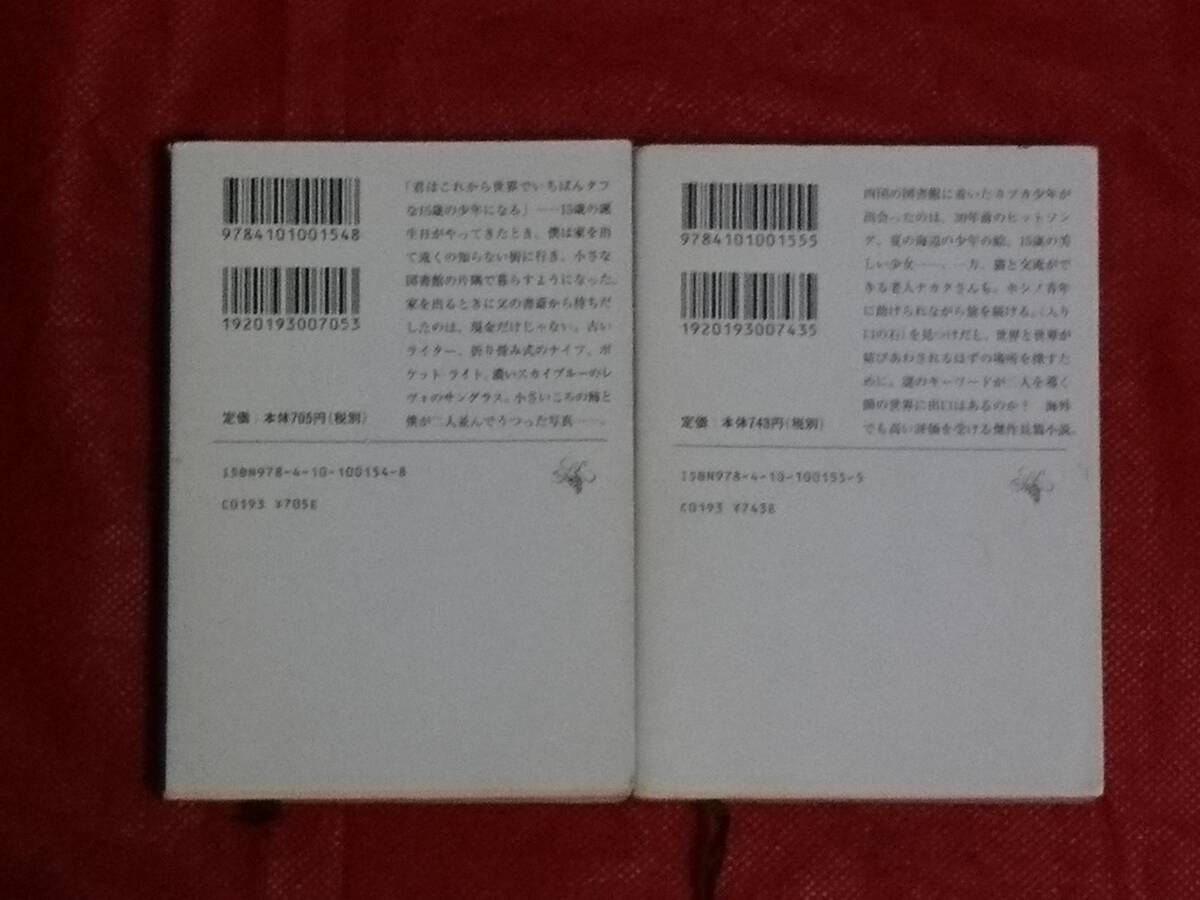 9784101001548
1920193007053
定価：本体705円（税別）
「君はこれから世界でいちばんタフ
な15歳の少年になる」――15歳の誕
生日がやってきたとき、僕は家を出
て遠くの知らない街に行き、小さな
図書館の片隅で暮らすようになった。
家を出るときに父の書斎から持ちだ
したのは、現金だけじゃない。古い
ライター、折り畳み式のナイフ、ポ
ケットライト、濃いスカイブルーのレ
ヴォのサングラス。小さいころの姉と
僕が二人並んでうつった写真――。
ISBN978-4-10-100154-8
C0193 ¥705E
9784101001555
1920193007435
定価：本体743円（税別）
四国の図書館に着いたカフカ少年が
出会ったのは、30年前のヒットソン
グ、夏の海辺の少年の絵、15歳の美
しい少女――。一方、猫と交流がで
きる老人ナカタさんも、ホシノ青年
に助けられながら旅を続ける。〈入り
口の石〉を見つけだし、世界と世界が
結びあわされるはずの場所を探すた
めに。謎のキーワードが二人を導く
闇の世界に出口はあるのか？　海外
でも高い評価を受ける傑作長篇小説。
ISBN978-4-10-100155-5
C0193 ¥743E